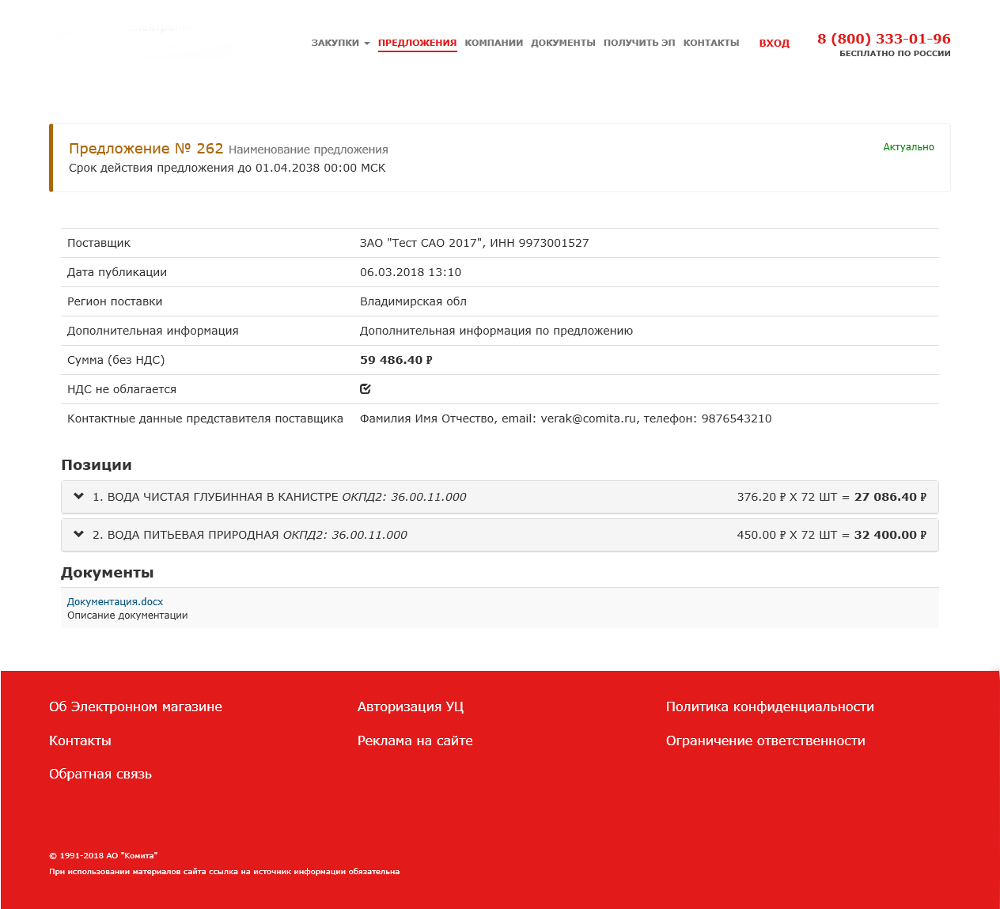 ЗАКУПКИ ПРЕДЛОЖЕНИЯ КОМПАНИИ ДОКУМЕНТЫ ПОЛУЧИТЬ ЭП КОНТАКТЫ ВХОД 8 (800) 333-01-96
БЕСПЛАТНО ПО РОССИИ
Предложение № 262 Наименование предложения Актуально
Срок действия предложения до 01.04.2038 00:00 МСК
Поставщик ЗАО "Тест САО 2017", ИНН 9973001527
Дата публикации 06.03.2018 13:10
Регион поставки Владимирская обл
Дополнительная информация Дополнительная информация по предложению
Сумма (без НДС) 59 486.40 ₽
НДС не облагается
Контактные данные представителя поставщика Фамилия Имя Отчество, email: verak@comita.ru, телефон: 9876543210
Позиции
1. ВОДА ЧИСТАЯ ГЛУБИННАЯ В КАНИСТРЕ ОКПД2: 36.00.11.000 376.20 ₽ X 72 ШТ = 27 086.40 ₽
2. ВОДА ПИТЬЕВАЯ ПРИРОДНАЯ ОКПД2: 36.00.11.000 450.00 ₽ X 72 ШТ = 32 400.00 ₽
Документы
Документация.docx
Описание документации
Об Электронном магазине Авторизация УЦ Политика конфиденциальности
Контакты Реклама на сайте Ограничение ответственности
Обратная связь
© 1991-2018 АО "Комита"
При использовании материалов сайта ссылка на источник информации обязательна